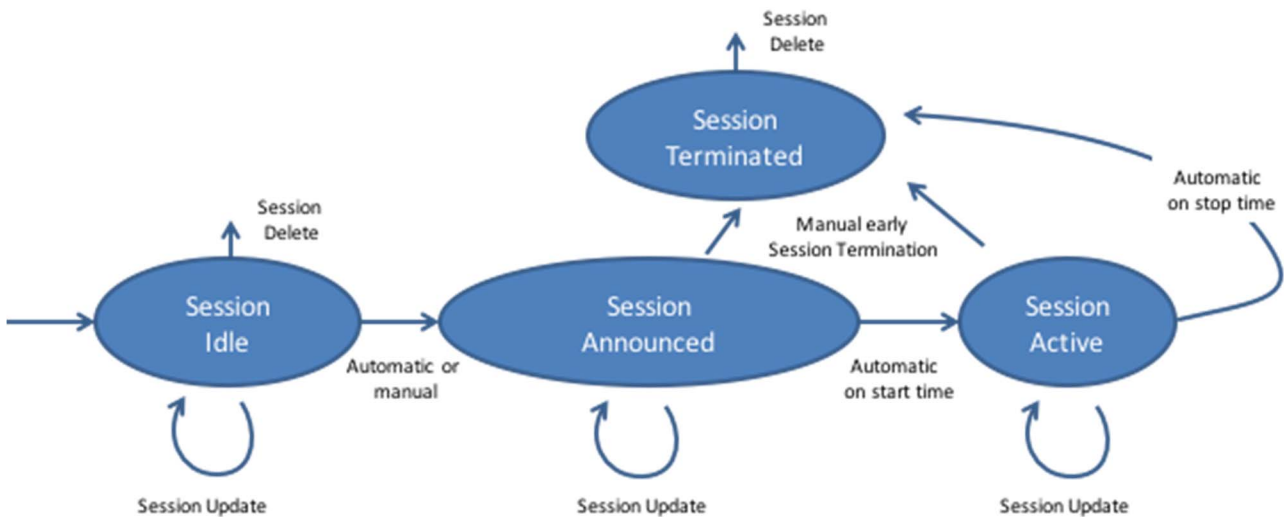 Session
Delete
Session
Terminated
Automatic
on stop time
Session
Delete
Manual early
Session Termination
Session
Idle
Session
Announced
Session
Active
Automatic or
manual
Automatic
on start time
Session Update
Session Update
Session Update